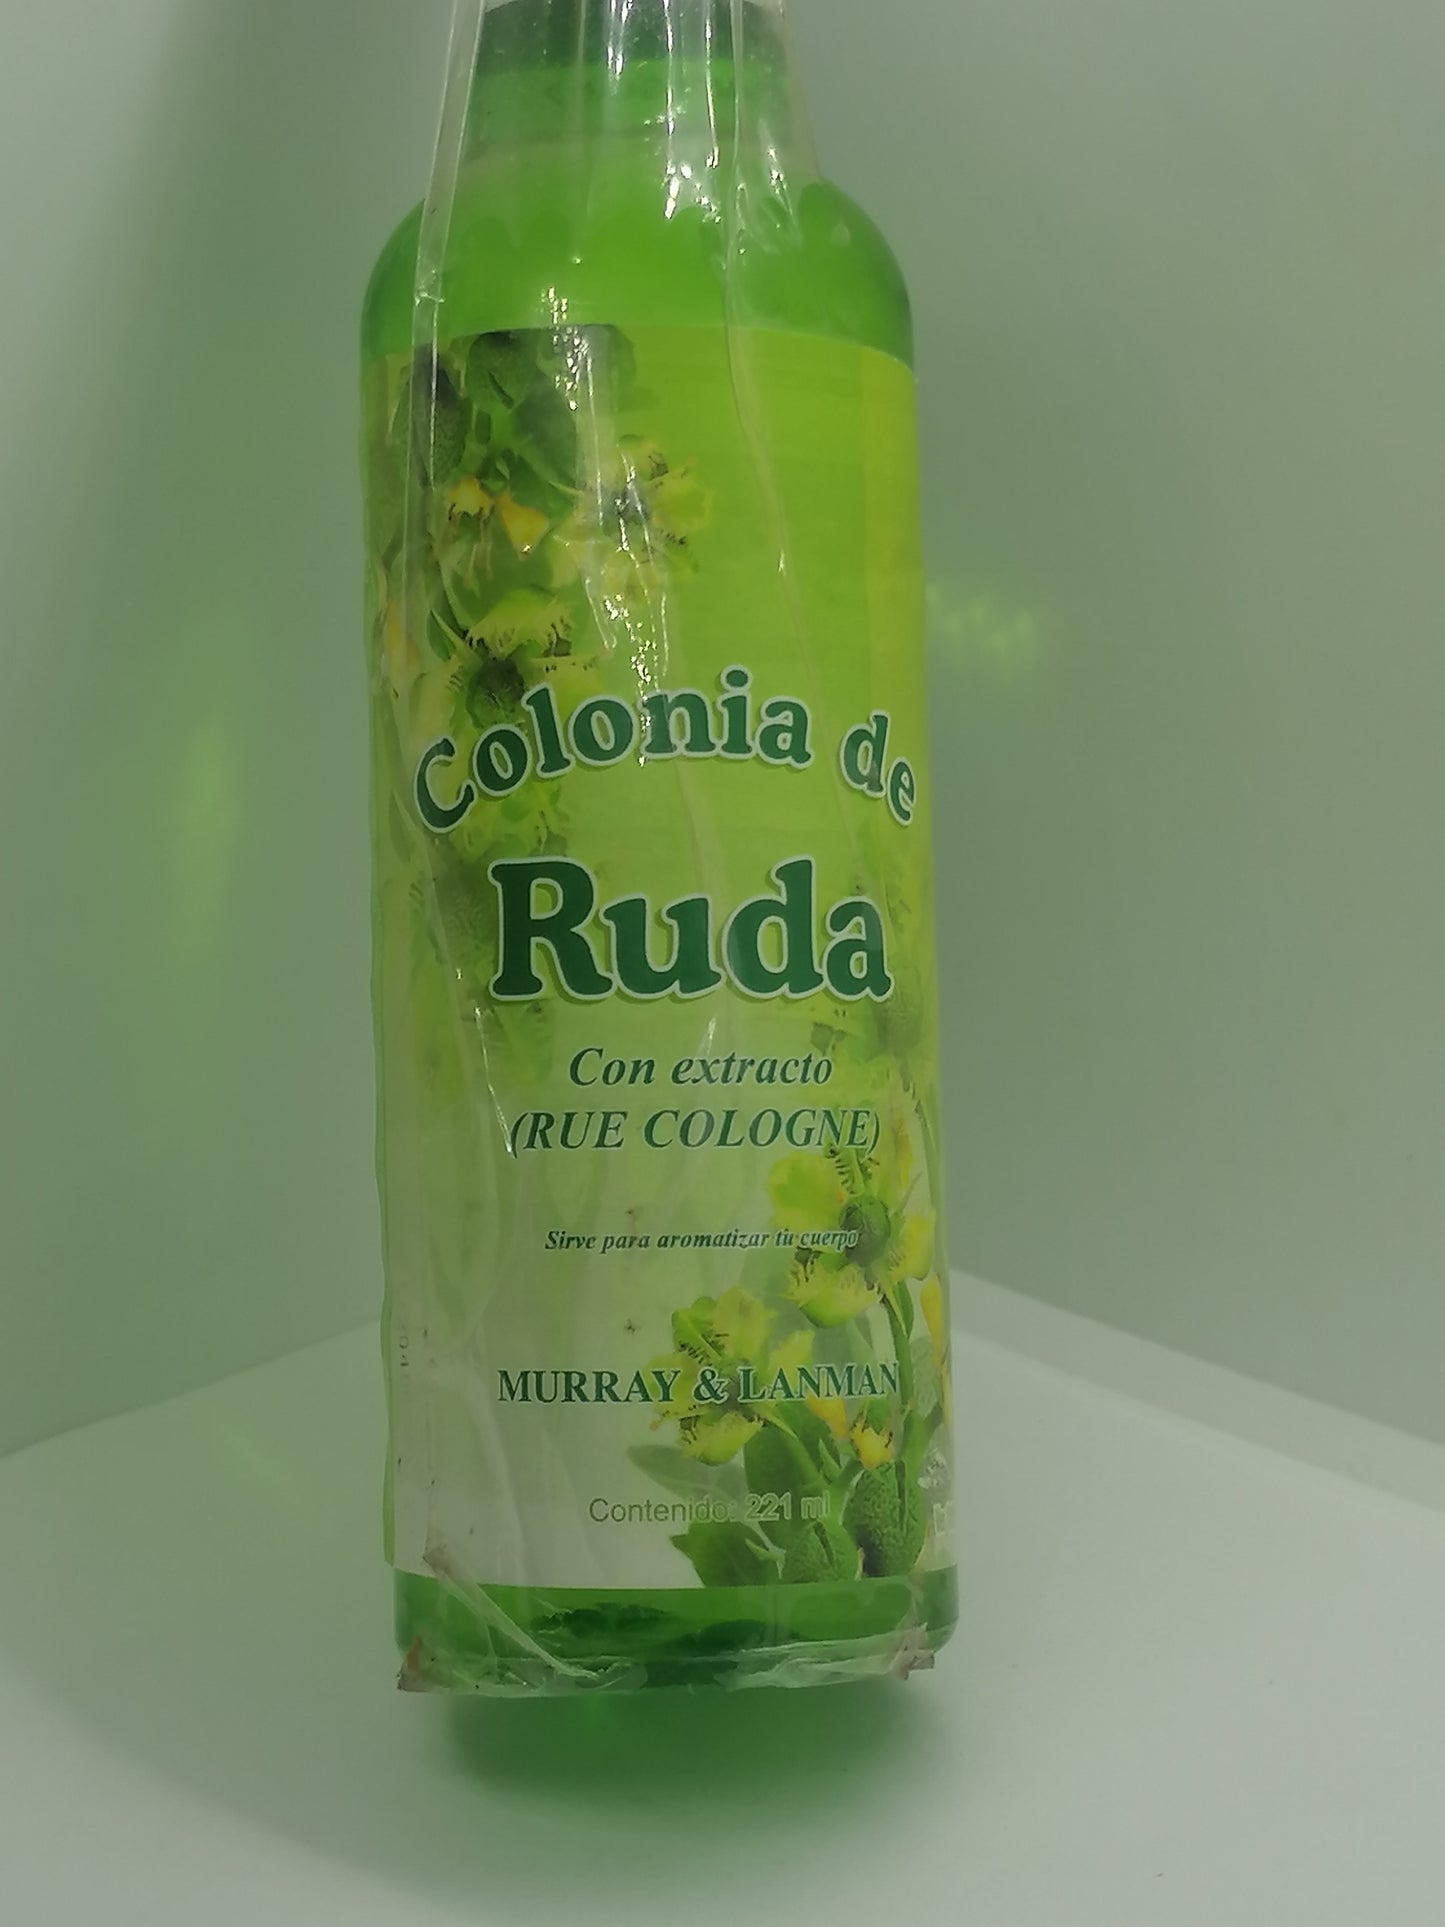 Colonia de
Ruda
Con extracto
(RUE COLOGNE)
Sirve para aromatizar tu cuerpo
MURRAY & LANMAN
Contenido: 221 ml